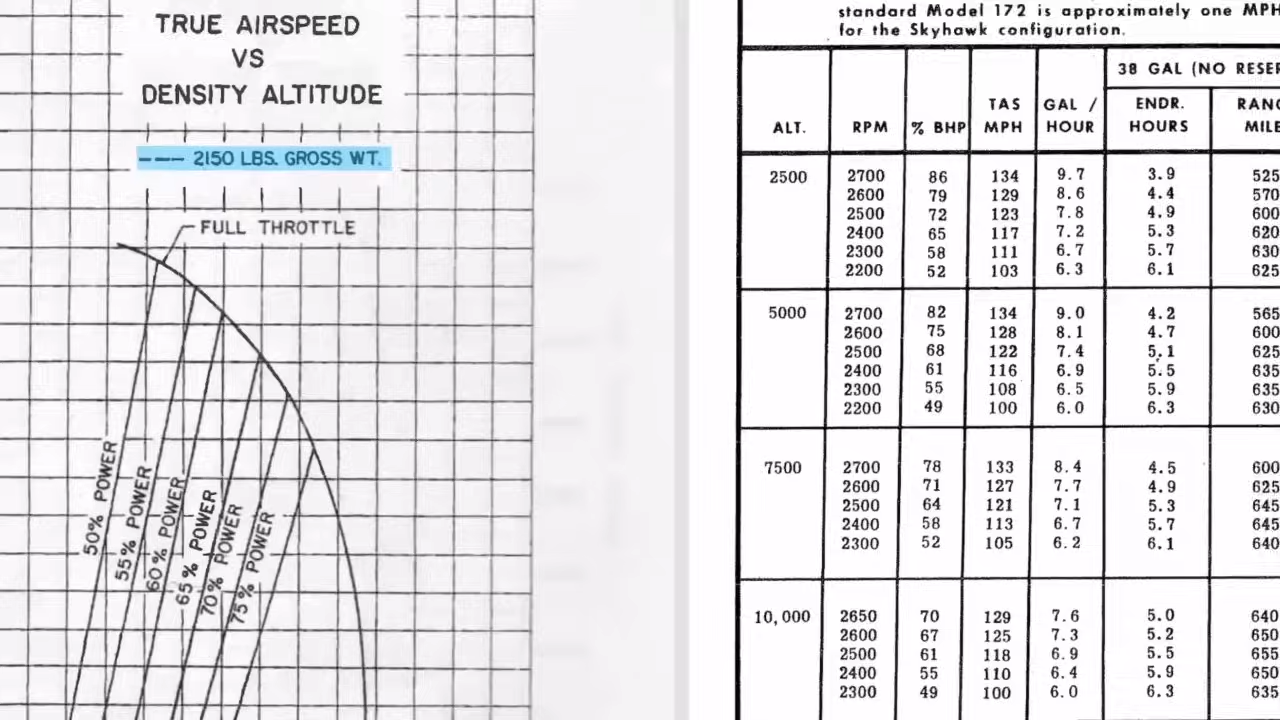 TRUE AIRSPEED
VS
DENSITY ALTITUDE
2150 LBS. GROSS WT.
FULL THROTTLE
50% POWER
55% POWER
60% POWER
65% POWER
70% POWER
75% POWER
standard Model 172 is approximately one MPH
for the Skyhawk configuration.
38 GAL (NO RESER
ALT. RPM % BHP TAS MPH GAL / HOUR ENDR. HOURS RANG MILE
2500 2700 86 134 9.7 3.9 525
2600 79 129 8.6 4.4 570
2500 72 123 7.8 4.9 600
2400 65 117 7.2 5.3 620
2300 58 111 6.7 5.7 630
2200 52 103 6.3 6.1 625
5000 2700 82 134 9.0 4.2 565
2600 75 128 8.1 4.7 600
2500 68 122 7.4 5.1 625
2400 61 116 6.9 5.5 635
2300 55 108 6.5 5.9 635
2200 49 100 6.0 6.3 630
7500 2700 78 133 8.4 4.5 600
2600 71 127 7.7 4.9 625
2500 64 121 7.1 5.3 645
2400 58 113 6.7 5.7 645
2300 52 105 6.2 6.1 640
10,000 2650 70 129 7.6 5.0 640
2600 67 125 7.3 5.2 650
2500 61 118 6.9 5.5 655
2400 55 110 6.4 5.9 650
2300 49 100 6.0 6.3 635